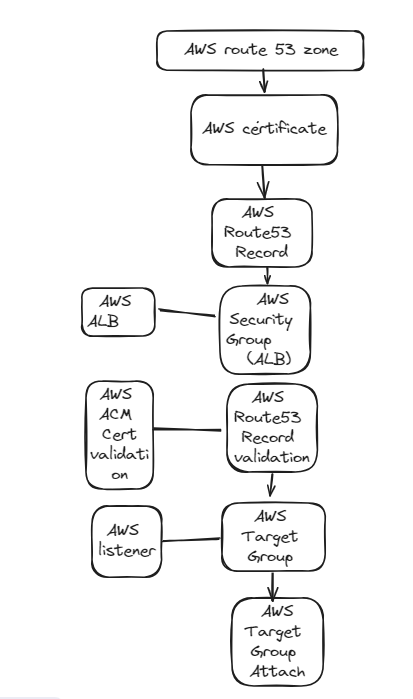 AWS route 53 zone
AWS certificate
AWS
Route53
Record
AWS
ALB
AWS
Security
Group
(ALB)
AWS
ACM
Cert
validati
on
AWS
Route53
Record
validation
AWS
listener
AWS
Target
Group
AWS
Target
Group
Attach